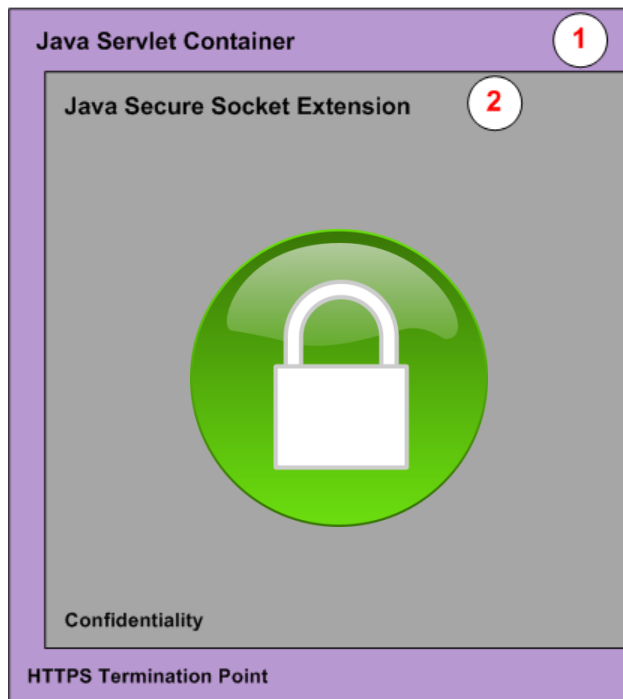 Java Servlet Container
1
Java Secure Socket Extension
2
Confidentiality
HTTPS Termination Point